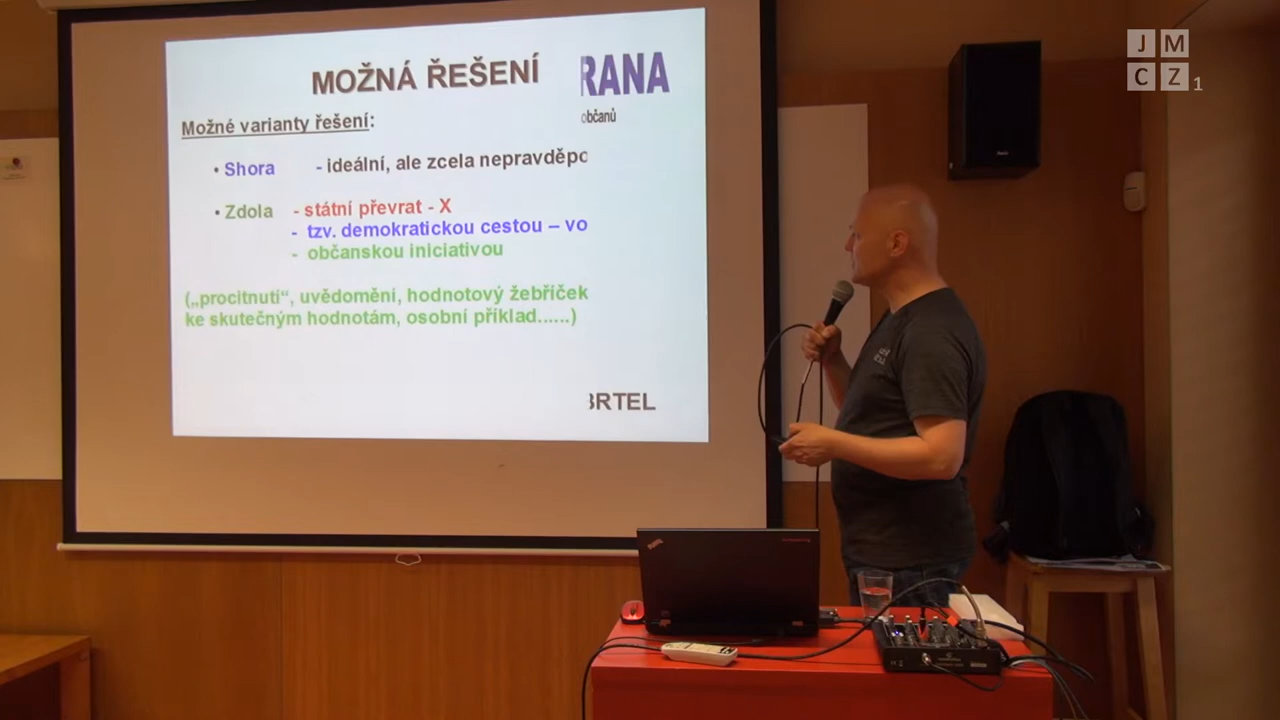 MOŽNÁ ŘEŠENÍ
RANA
občanů
Možné varianty řešení:
• Shora - ideální, ale zcela nepravděpo
• Zdola - státní převrat - X
- tzv. demokratickou cestou – vo
- občanskou iniciativou
(„procitnutí“, uvědomění, hodnotový žebříček
ke skutečným hodnotám, osobní příklad......)
BRTEL
J M
C Z 1